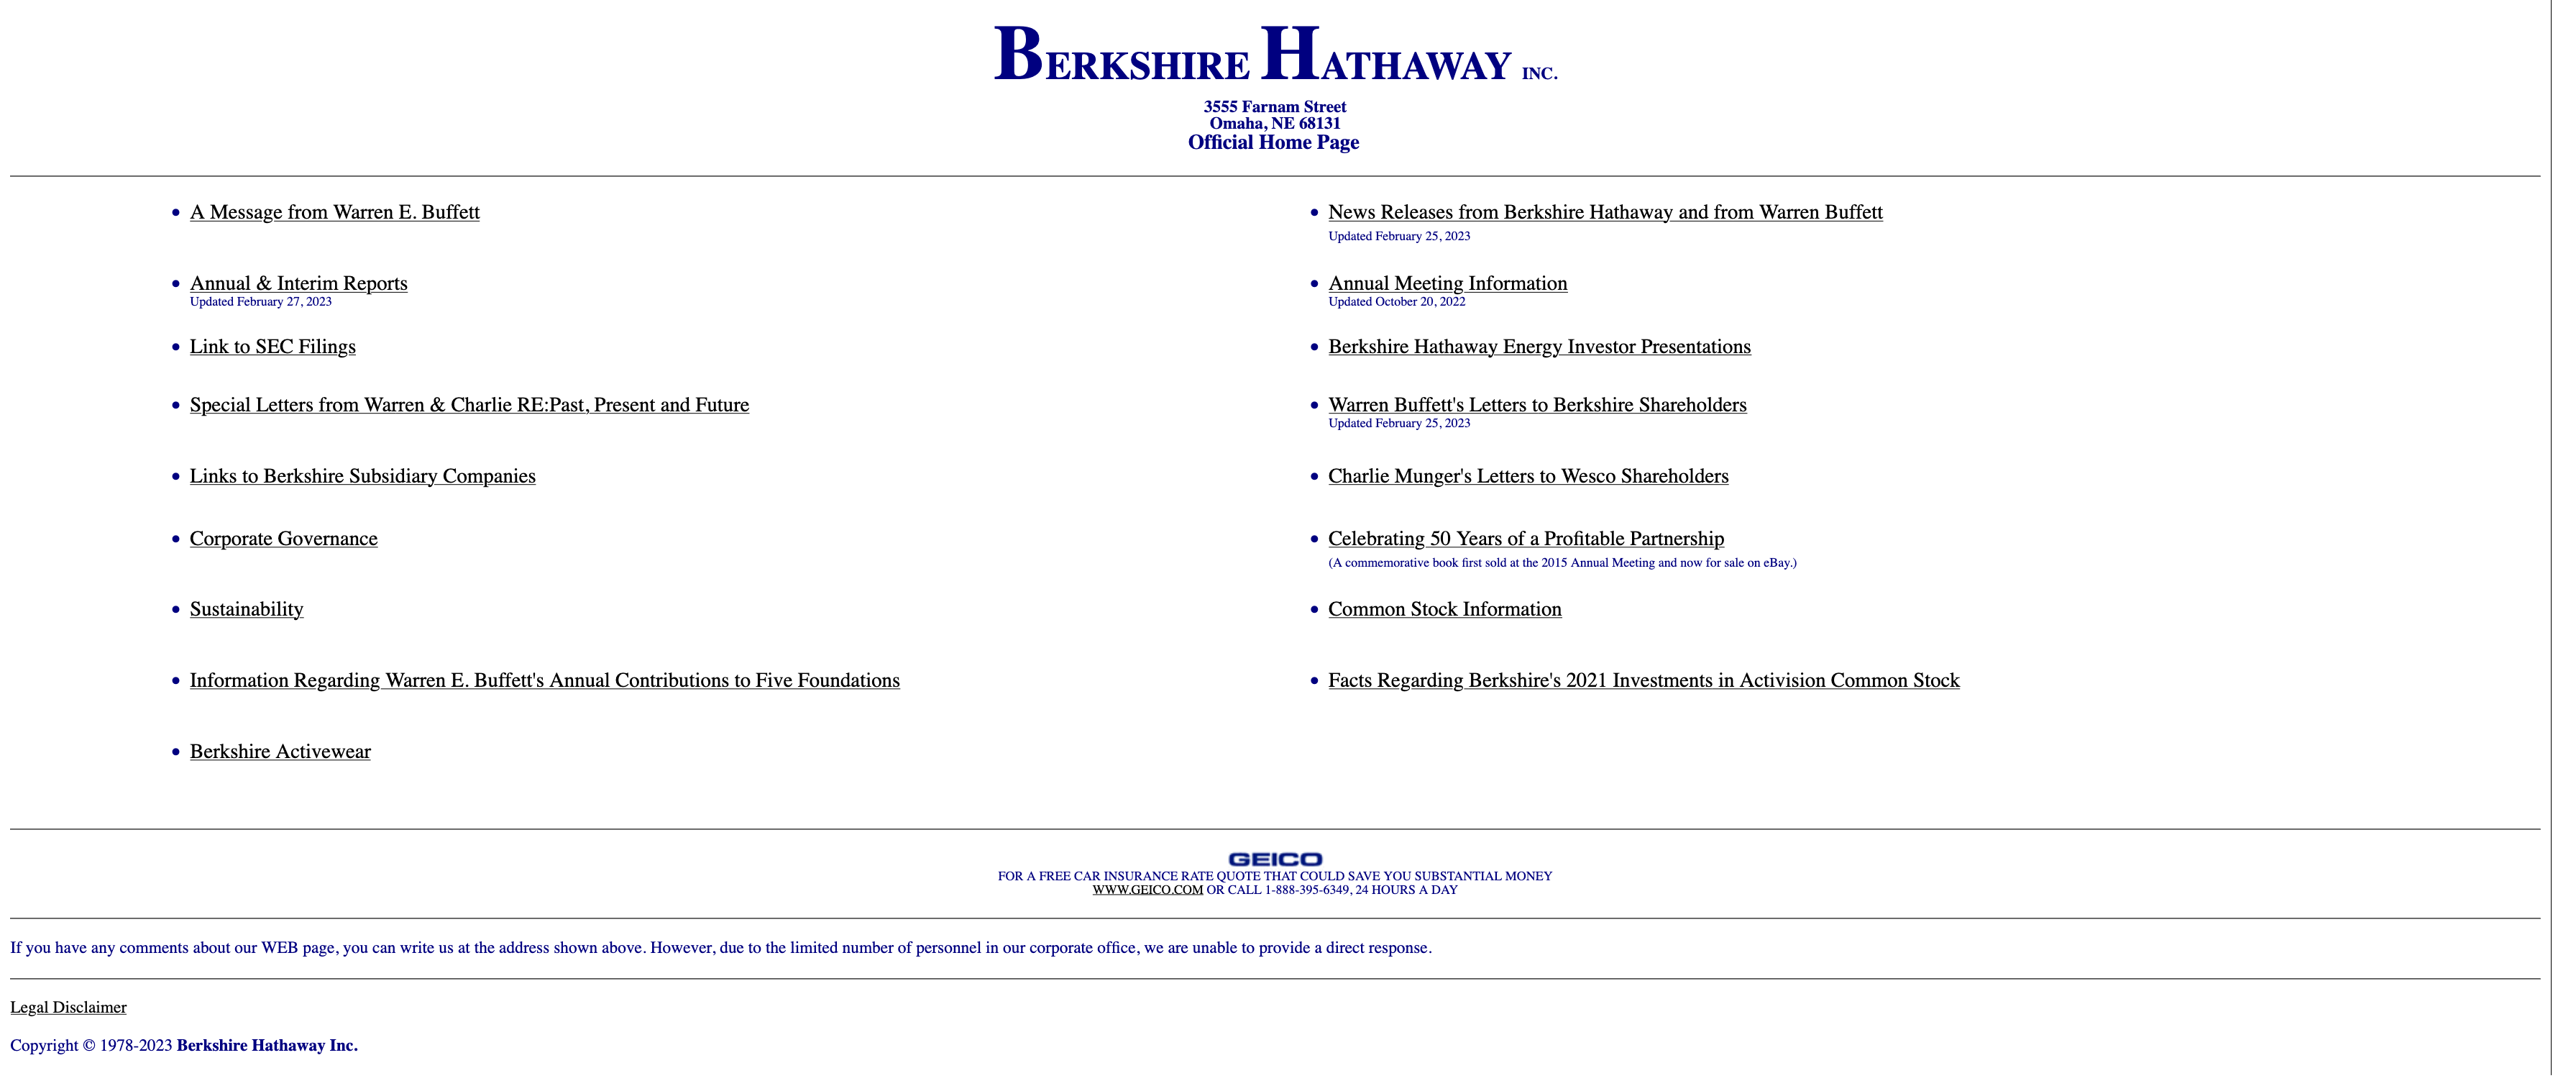 BERKSHIRE HATHAWAY INC.
3555 Farnam Street
Omaha, NE 68131
Official Home Page
A Message from Warren E. Buffett
News Releases from Berkshire Hathaway and from Warren Buffett
Updated February 25, 2023
Annual & Interim Reports
Updated February 27, 2023
Annual Meeting Information
Updated October 20, 2022
Link to SEC Filings
Berkshire Hathaway Energy Investor Presentations
Special Letters from Warren & Charlie RE:Past, Present and Future
Warren Buffett's Letters to Berkshire Shareholders
Updated February 25, 2023
Links to Berkshire Subsidiary Companies
Charlie Munger's Letters to Wesco Shareholders
Corporate Governance
Celebrating 50 Years of a Profitable Partnership
(A commemorative book first sold at the 2015 Annual Meeting and now for sale on eBay.)
Sustainability
Common Stock Information
Information Regarding Warren E. Buffett's Annual Contributions to Five Foundations
Facts Regarding Berkshire's 2021 Investments in Activision Common Stock
Berkshire Activewear
GEICO
FOR A FREE CAR INSURANCE RATE QUOTE THAT COULD SAVE YOU SUBSTANTIAL MONEY
WWW.GEICO.COM OR CALL 1-888-395-6349, 24 HOURS A DAY
If you have any comments about our WEB page, you can write us at the address shown above. However, due to the limited number of personnel in our corporate office, we are unable to provide a direct response.
Legal Disclaimer
Copyright © 1978-2023 Berkshire Hathaway Inc.